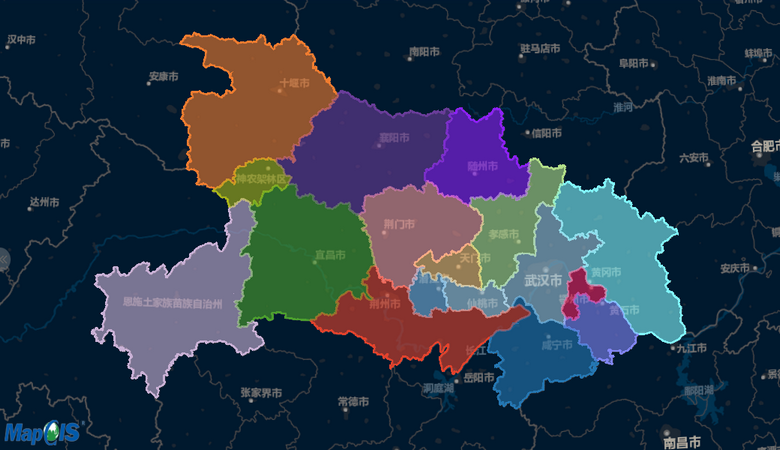 汉中市
南阳市
驻马店市
阜阳市
蚌埠市
安康市
十堰市
淮南市
淮河
信阳市
襄阳市
合肥市
六安市
随州市
神农架林区
达州市
荆门市
孝感市
宜昌市
天门市
安庆市
武汉市
黄冈市
恩施土家族苗族自治州
荆州市
仙桃市
黄石市
长江
咸宁市
九江市
岳阳市
洞庭湖
张家界市
常德市
鄱阳湖
南昌市
MapGIS